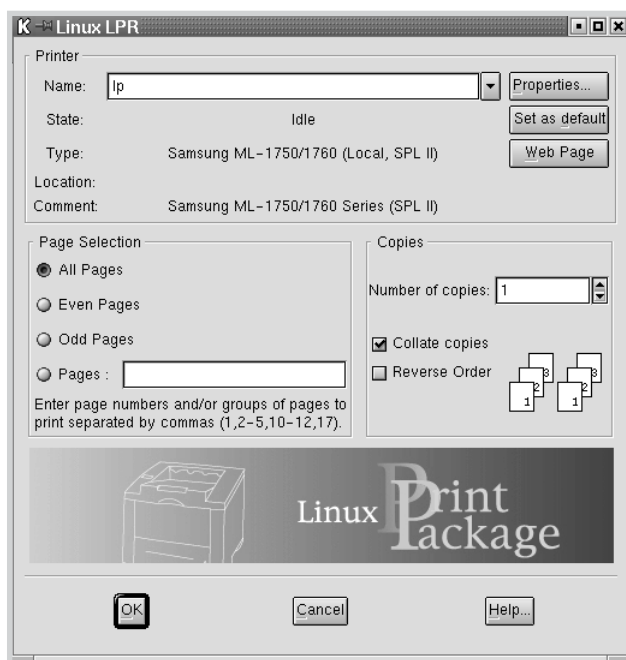 K Linux LPR
Printer
Name: lp Properties...
State: Idle Set as default
Type: Samsung ML-1750/1760 (Local, SPL II) Web Page
Location:
Comment: Samsung ML-1750/1760 Series (SPL II)
Page Selection
All Pages
Even Pages
Odd Pages
Pages :
Enter page numbers and/or groups of pages to
print separated by commas (1,2-5,10-12,17).
Copies
Number of copies: 1
Collate copies
Reverse Order
3 3
2 2
1 1
Linux Print
Package
OK Cancel Help...